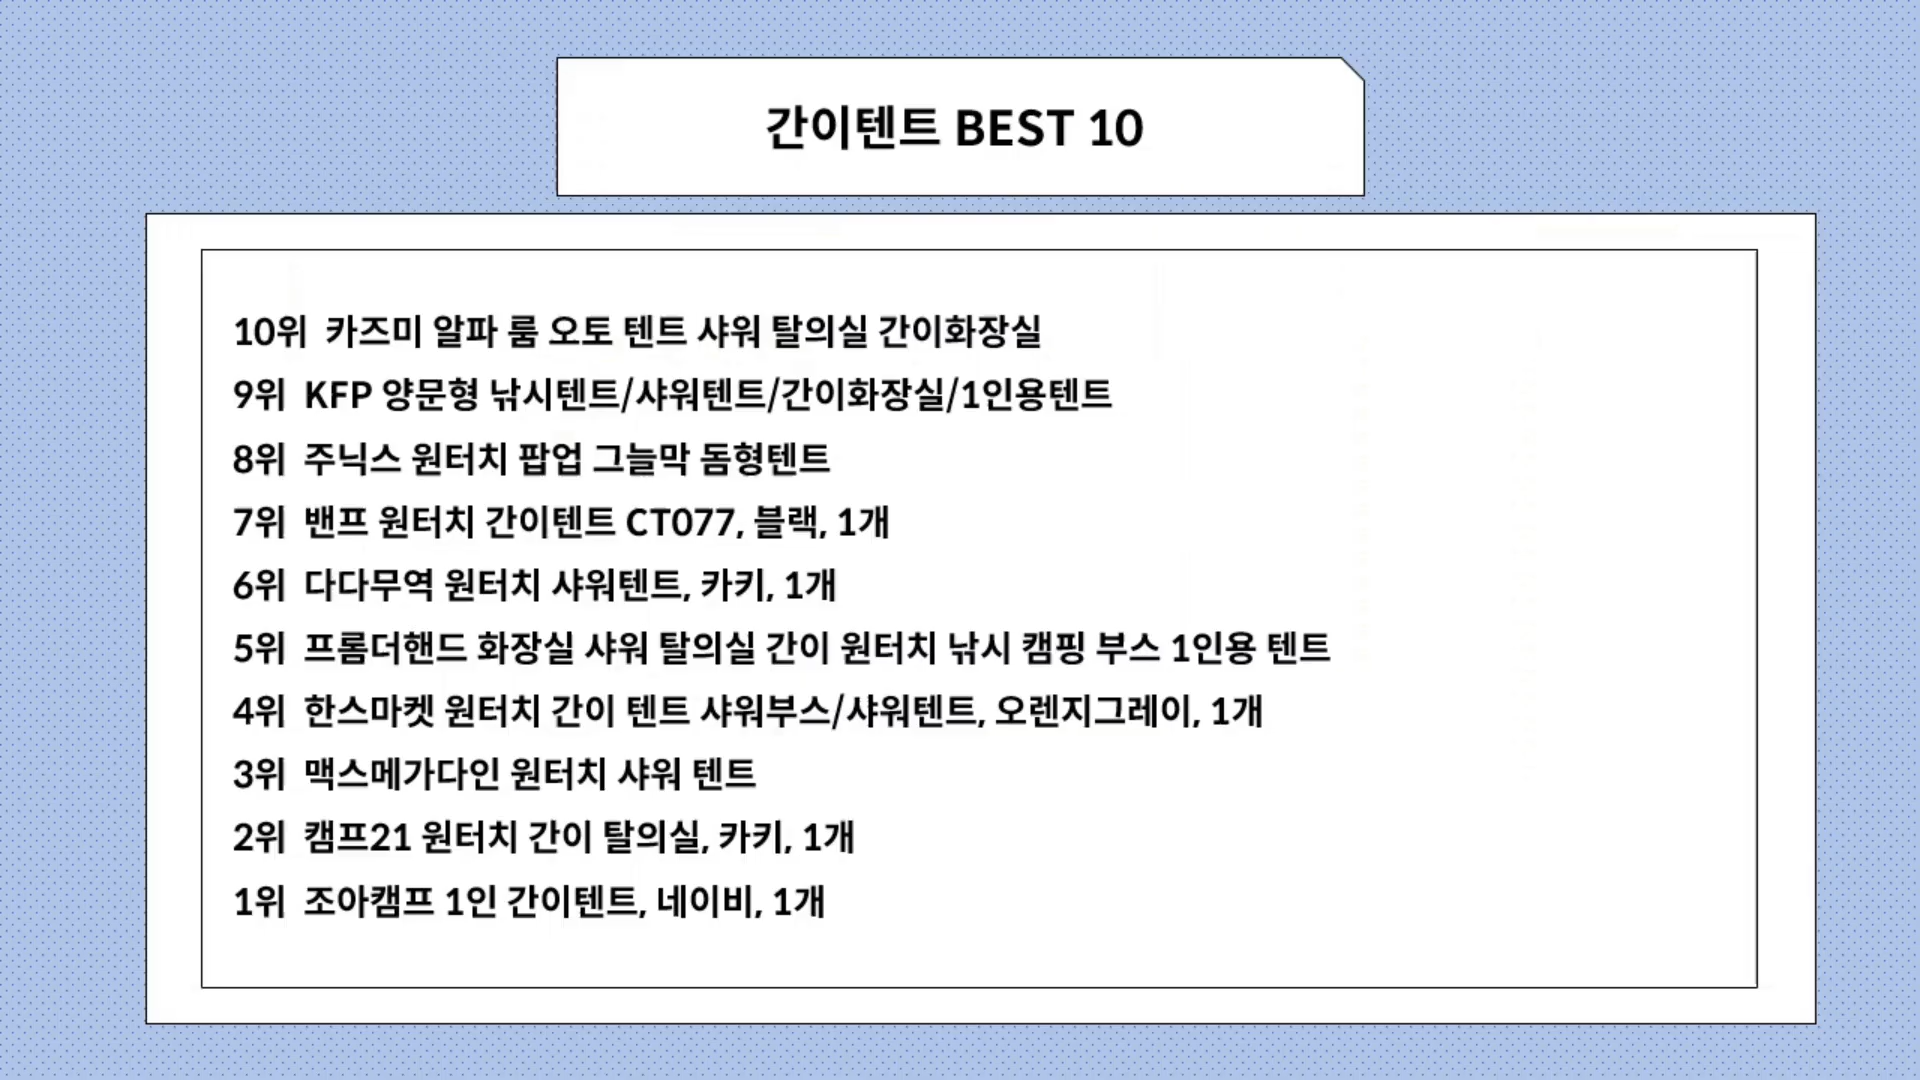 간이텐트 BEST 10
10위 카즈미 알파 룸 오토 텐트 샤워 탈의실 간이화장실
9위 KFP 양문형 낚시텐트/샤워텐트/간이화장실/1인용텐트
8위 주닉스 원터치 팝업 그늘막 돔형텐트
7위 밴프 원터치 간이텐트 CT077, 블랙, 1개
6위 다다무역 원터치 샤워텐트, 카키, 1개
5위 프롬더핸드 화장실 샤워 탈의실 간이 원터치 낚시 캠핑 부스 1인용 텐트
4위 한스마켓 원터치 간이 텐트 샤워부스/샤워텐트, 오렌지그레이, 1개
3위 맥스메가다인 원터치 샤워 텐트
2위 캠프21 원터치 간이 탈의실, 카키, 1개
1위 조아캠프 1인 간이텐트, 네이비, 1개